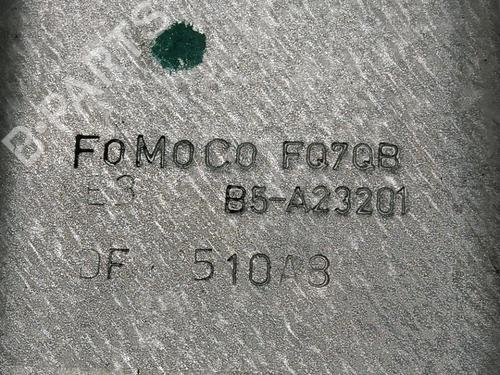 B-PARTS
FoMoCo FQ7QB
E3 B5-A23201
DF 510A8